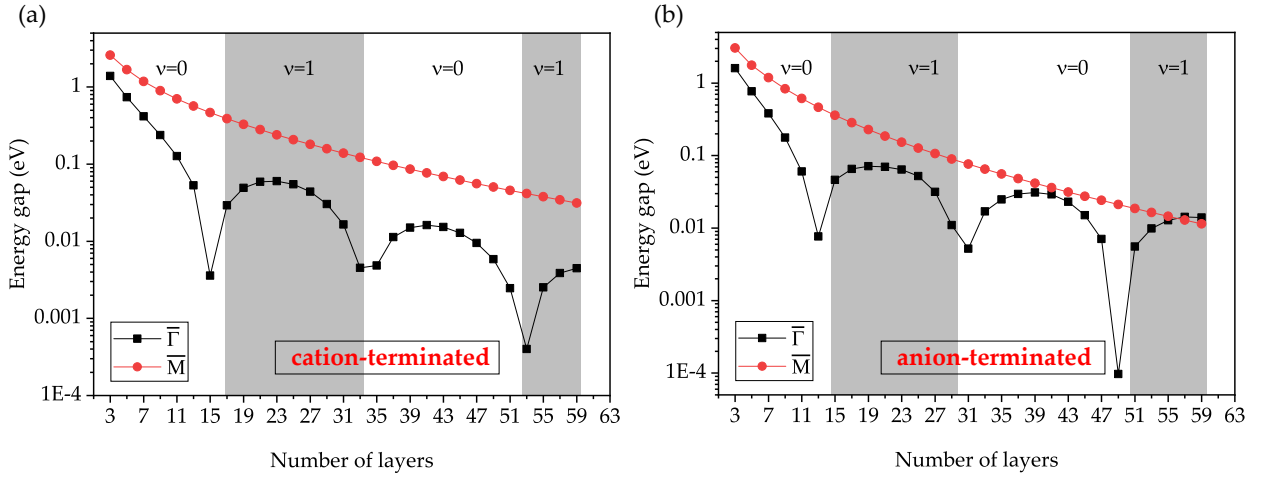 (a)
Energy gap (eV)
1
0.1
0.01
0.001
1E-4
ν=0
ν=1
ν=0
ν=1
Γ
M
cation-terminated
3 7 11 15 19 23 27 31 35 39 43 47 51 55 59 63
Number of layers
(b)
Energy gap (eV)
1
0.1
0.01
0.001
1E-4
ν=0
ν=1
ν=0
ν=1
Γ
M
anion-terminated
3 7 11 15 19 23 27 31 35 39 43 47 51 55 59 63
Number of layers